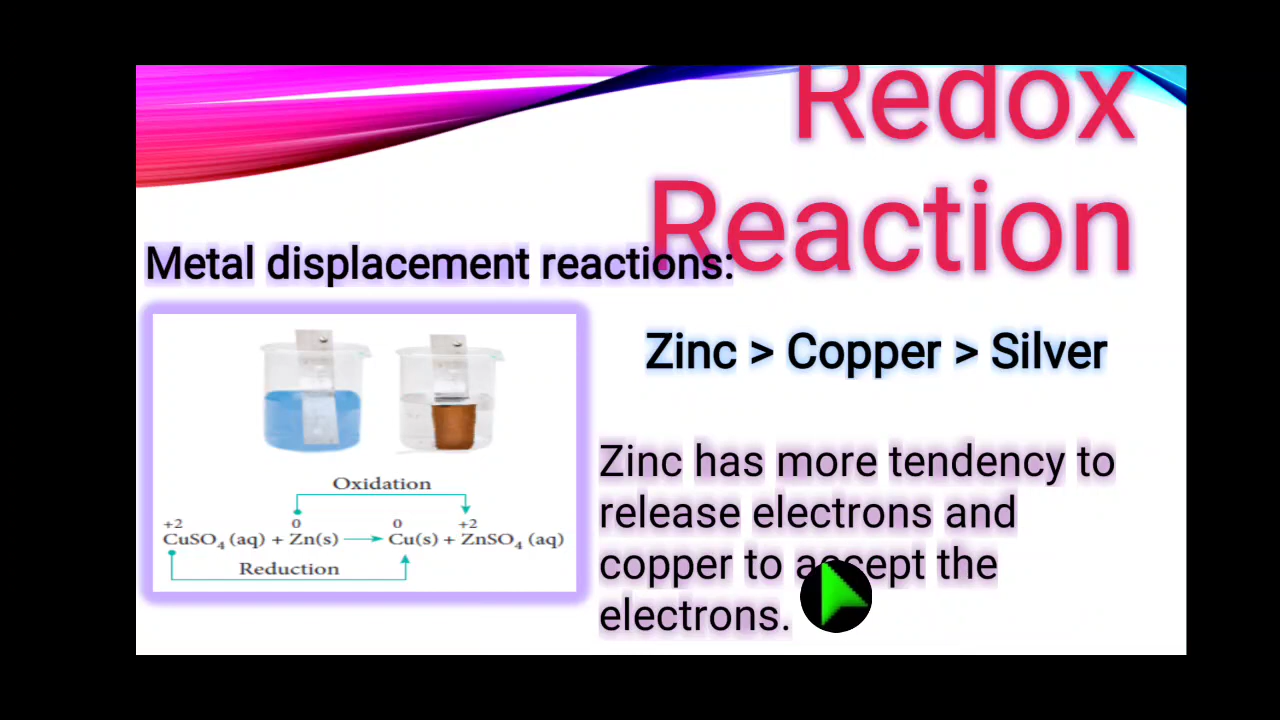 Redox
Reaction
Metal displacement reactions:
Zinc > Copper > Silver
Oxidation
+2 0 0 +2
CuSO₄ (aq) + Zn(s) ⟶ Cu(s) + ZnSO₄ (aq)
Reduction
Zinc has more tendency to
release electrons and
copper to accept the
electrons.